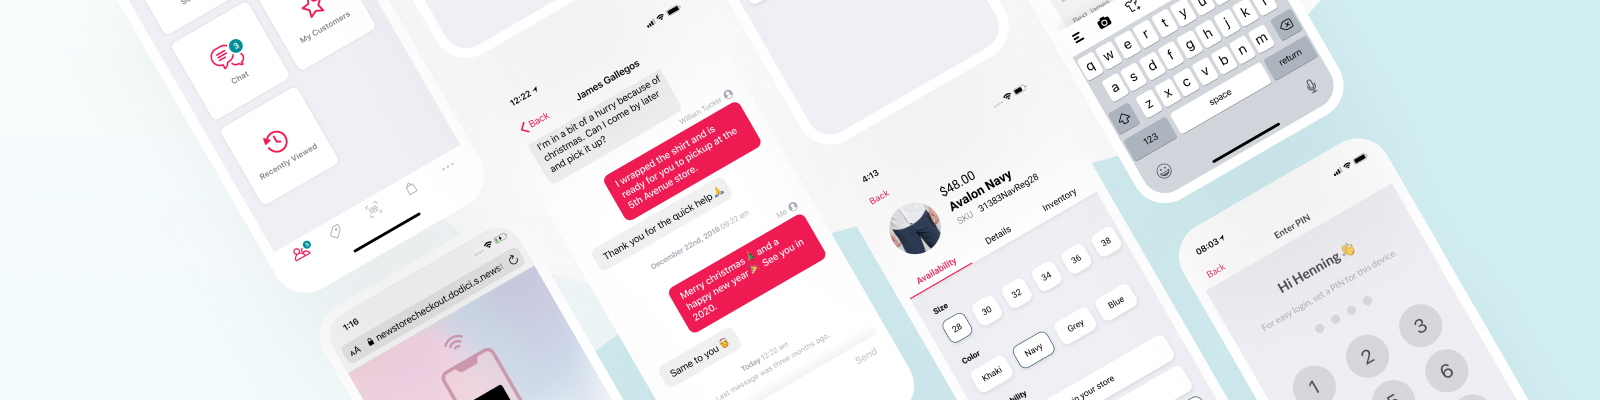 My Customers
3
Chat
Recently Viewed
3
1:16
AA newstorecheckout.dodici.s.news
12:22
Back
James Gallegos
I'm in a bit of a hurry because of
christmas. Can I come by later
and pick it up?
William Tucker
I wrapped the shirt and is
ready for you to pickup at the
5th Avenue store.
Thank you for the quick help 🙏
December 22nd, 2019 09:22 am
Me
Merry christmas 🎄 and a
happy new year 🎉 See you in
2020.
Same to you 🎅
Today 12:22 am
Last message was three months ago.
Send
4:13
Back
$48.00
Avalon Navy
SKU 31383NavReg28
Availability
Details
Inventory
Size
28
30
32
34
36
38
Color
Khaki
Navy
Grey
Blue
in your store
q w e r t y
a s d f g h j k
z x c v b n m
123
space
return
08:03
Back
Enter PIN
Hi Henning 👋
For easy login, set a PIN for this device.
1
2
3
5
6